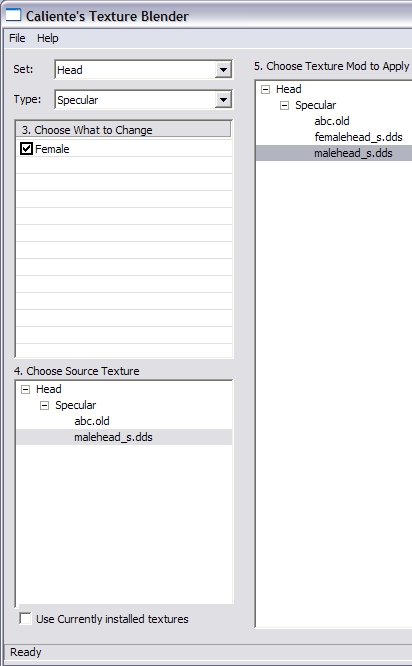 Caliente's Texture Blender
File Help
Set: Head
Type: Specular
3. Choose What to Change
Female
4. Choose Source Texture
Head
Specular
abc.old
malehead_s.dds
Use Currently installed textures
5. Choose Texture Mod to Apply
Head
Specular
abc.old
femalehead_s.dds
malehead_s.dds
Ready